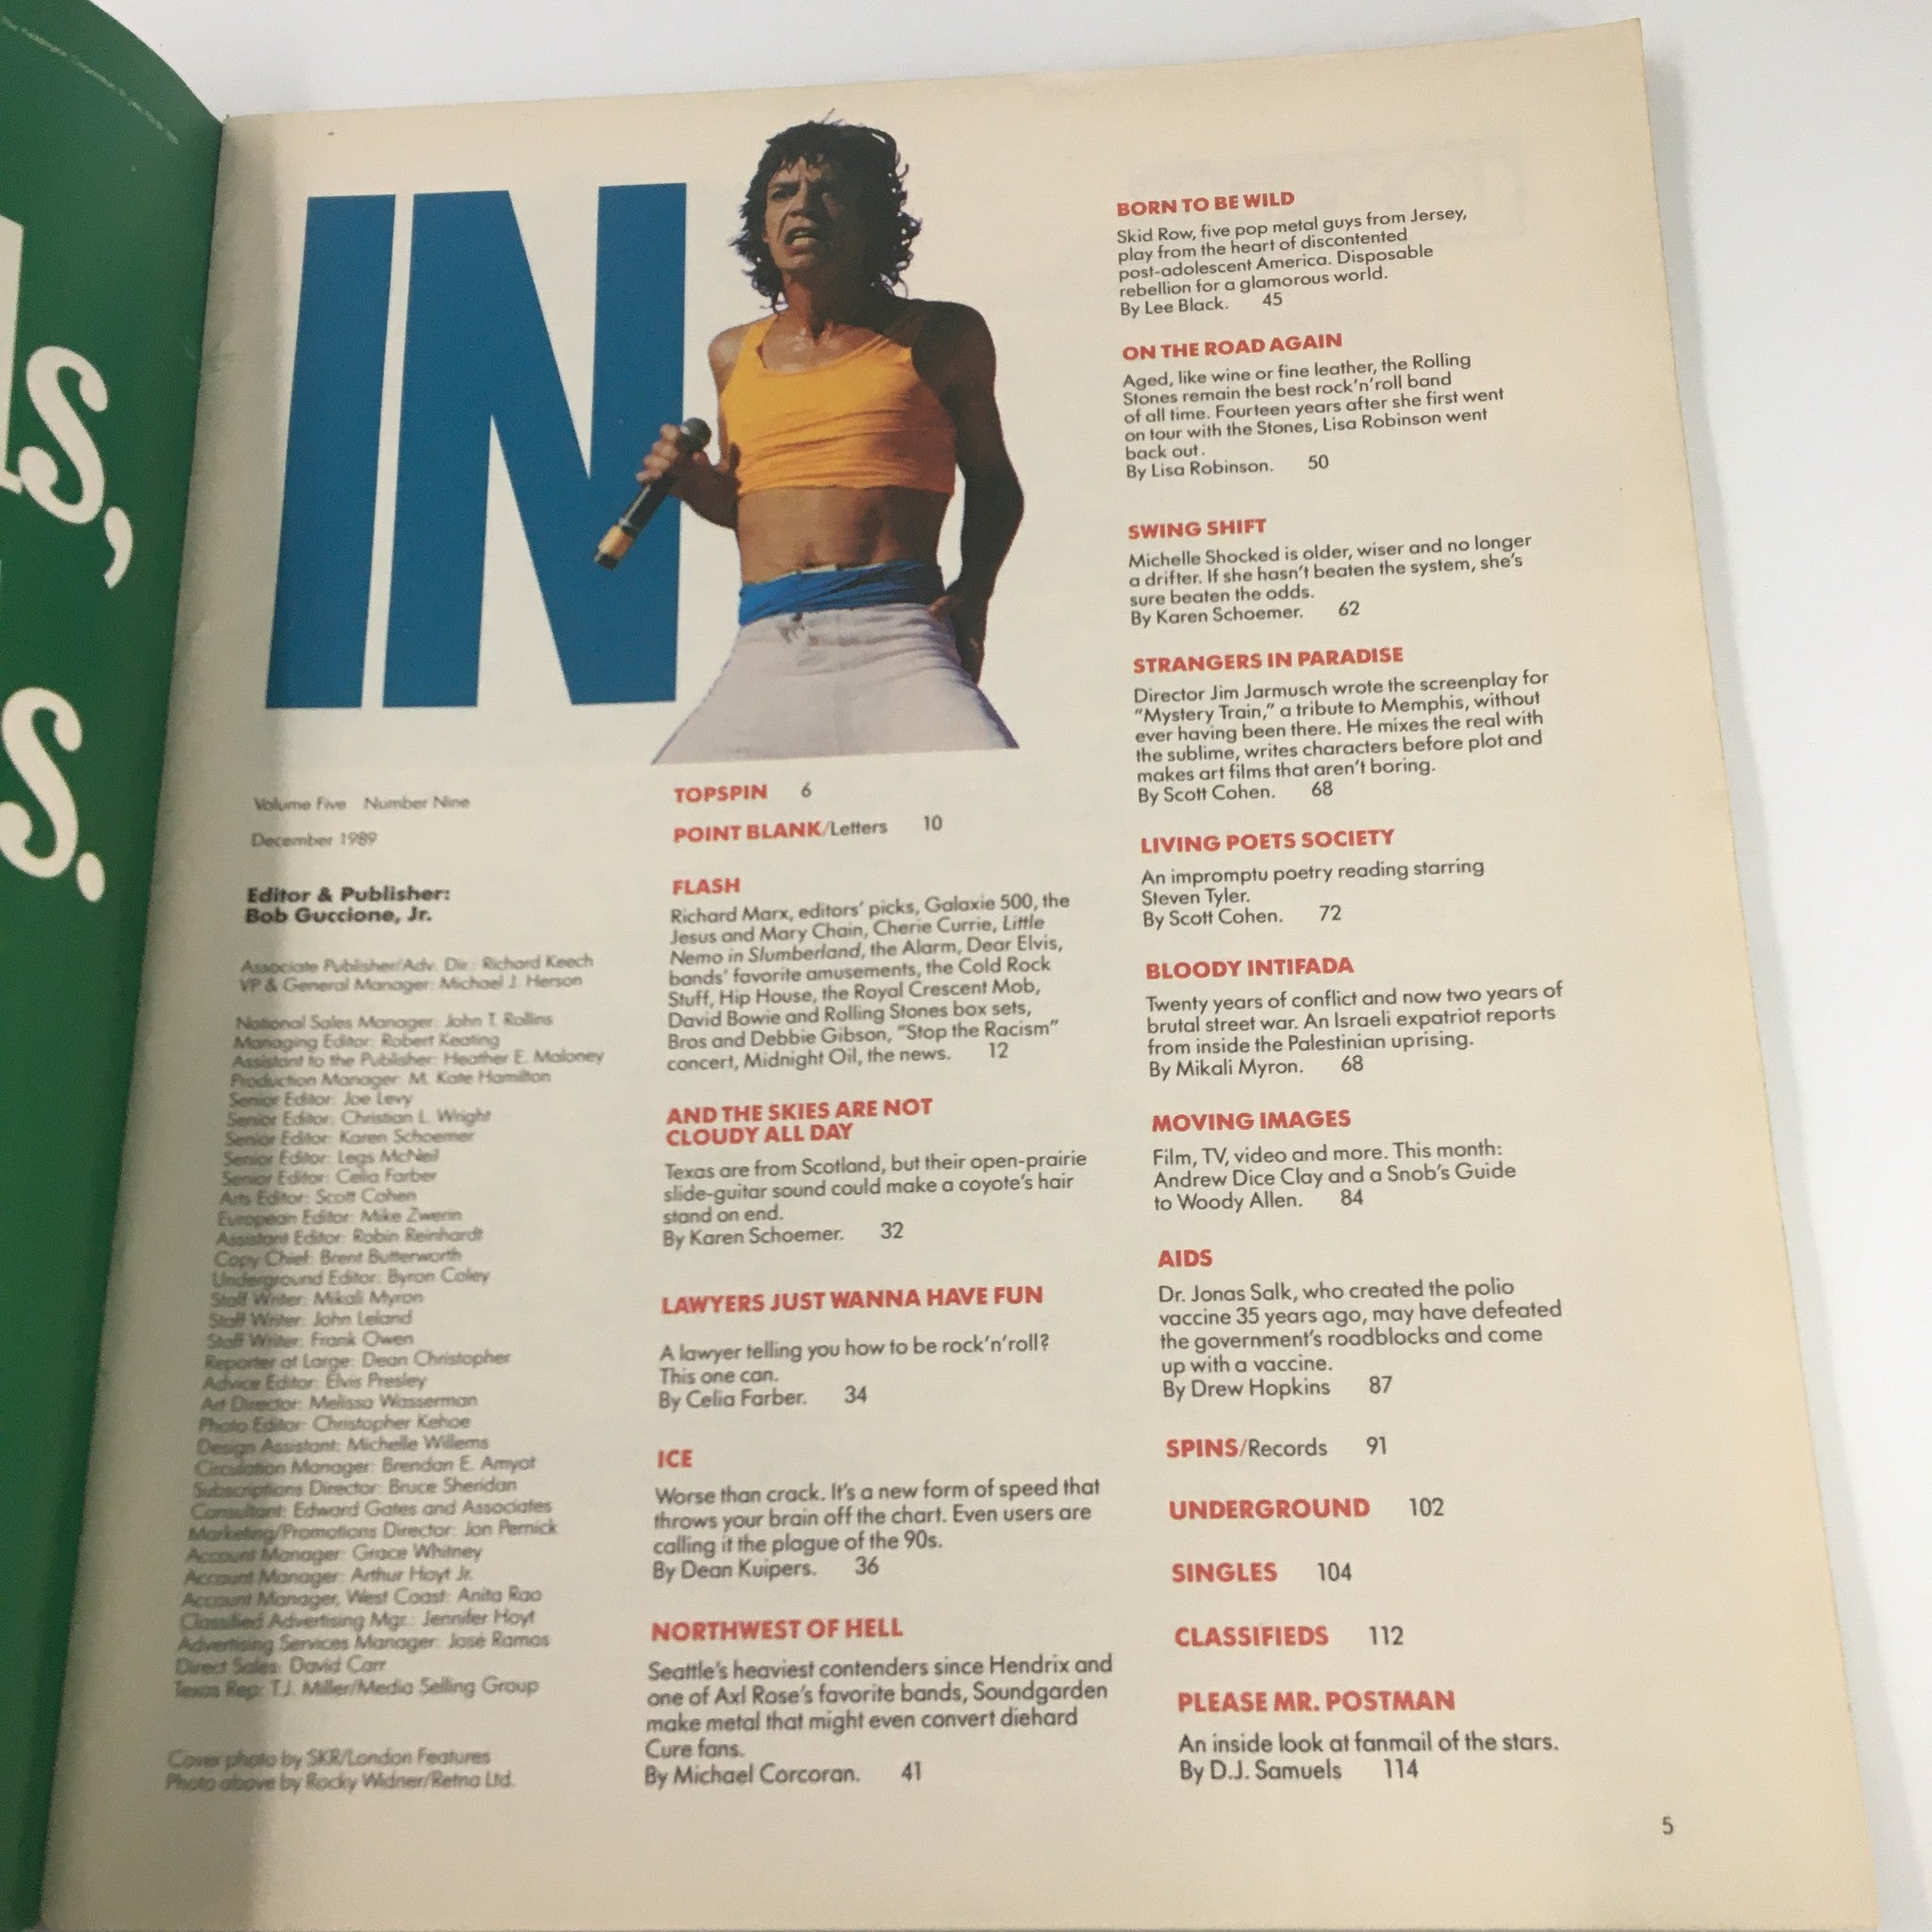 s,
s.
IN
Volume Five Number Nine
December 1989
Editor & Publisher:
Bob Guccione, Jr.
Associate Publisher/Adv. Dir.: Richard Keech
VP & General Manager: Michael J. Herson
National Sales Manager: John T. Rollins
Managing Editor: Robert Keating
Assistant to the Publisher: Heather E. Maloney
Production Manager: M. Kate Hamilton
Senior Editor: Joe Levy
Senior Editor: Christian L. Wright
Senior Editor: Karen Schoemer
Senior Editor: Legs McNeil
Senior Editor: Celia Farber
Arts Editor: Scott Cohen
European Editor: Mike Zwerin
Assistant Editor: Robin Reinhardt
Copy Chief: Brent Butterworth
Underground Editor: Byron Coley
Staff Writer: Mikali Myron
Staff Writer: John Leland
Staff Writer: Frank Owen
Reporter at Large: Dean Christopher
Advice Editor: Elvis Presley
Art Director: Melissa Wasserman
Photo Editor: Christopher Kehoe
Design Assistant: Michelle Willems
Circulation Manager: Brendan E. Amyot
Subscriptions Director: Bruce Sheridan
Consultant: Edward Gates and Associates
Marketing/Promotions Director: Jon Pernick
Account Manager: Grace Whitney
Account Manager: Arthur Hoyt Jr.
Account Manager, West Coast: Anita Rao
Classified Advertising Mgr.: Jennifer Hoyt
Advertising Services Manager: José Ramos
Direct Sales: David Carr
Texas Rep: T.J. Miller/Media Selling Group
Cover photo by SKR/London Features
Photo above by Rocky Widner/Retna Ltd.
TOPSPIN 6
POINT BLANK/Letters 10
FLASH
Richard Marx, editors' picks, Galaxie 500, the
Jesus and Mary Chain, Cherie Currie, Little
Nemo in Slumberland, the Alarm, Dear Elvis,
bands' favorite amusements, the Cold Rock
Stuff, Hip House, the Royal Crescent Mob,
David Bowie and Rolling Stones box sets,
Bros and Debbie Gibson, "Stop the Racism"
concert, Midnight Oil, the news. 12
AND THE SKIES ARE NOT
CLOUDY ALL DAY
Texas are from Scotland, but their open-prairie
slide-guitar sound could make a coyote's hair
stand on end.
By Karen Schoemer. 32
LAWYERS JUST WANNA HAVE FUN
A lawyer telling you how to be rock'n'roll?
This one can.
By Celia Farber. 34
ICE
Worse than crack. It's a new form of speed that
throws your brain off the chart. Even users are
calling it the plague of the 90s.
By Dean Kuipers. 36
NORTHWEST OF HELL
Seattle's heaviest contenders since Hendrix and
one of Axl Rose's favorite bands, Soundgarden
make metal that might even convert diehard
Cure fans.
By Michael Corcoran. 41
BORN TO BE WILD
Skid Row, five pop metal guys from Jersey,
play from the heart of discontented
post-adolescent America. Disposable
rebellion for a glamorous world.
By Lee Black. 45
ON THE ROAD AGAIN
Aged, like wine or fine leather, the Rolling
Stones remain the best rock'n'roll band
of all time. Fourteen years after she first went
on tour with the Stones, Lisa Robinson went
back out.
By Lisa Robinson. 50
SWING SHIFT
Michelle Shocked is older, wiser and no longer
a drifter. If she hasn't beaten the system, she's
sure beaten the odds.
By Karen Schoemer. 62
STRANGERS IN PARADISE
Director Jim Jarmusch wrote the screenplay for
"Mystery Train," a tribute to Memphis, without
ever having been there. He mixes the real with
the sublime, writes characters before plot and
makes art films that aren't boring.
By Scott Cohen. 68
LIVING POETS SOCIETY
An impromptu poetry reading starring
Steven Tyler.
By Scott Cohen. 72
BLOODY INTIFADA
Twenty years of conflict and now two years of
brutal street war. An Israeli expatriot reports
from inside the Palestinian uprising.
By Mikali Myron. 68
MOVING IMAGES
Film, TV, video and more. This month:
Andrew Dice Clay and a Snob's Guide
to Woody Allen. 84
AIDS
Dr. Jonas Salk, who created the polio
vaccine 35 years ago, may have defeated
the government's roadblocks and come
up with a vaccine.
By Drew Hopkins 87
SPINS/Records 91
UNDERGROUND 102
SINGLES 104
CLASSIFIEDS 112
PLEASE MR. POSTMAN
An inside look at fanmail of the stars.
By D.J. Samuels 114
5